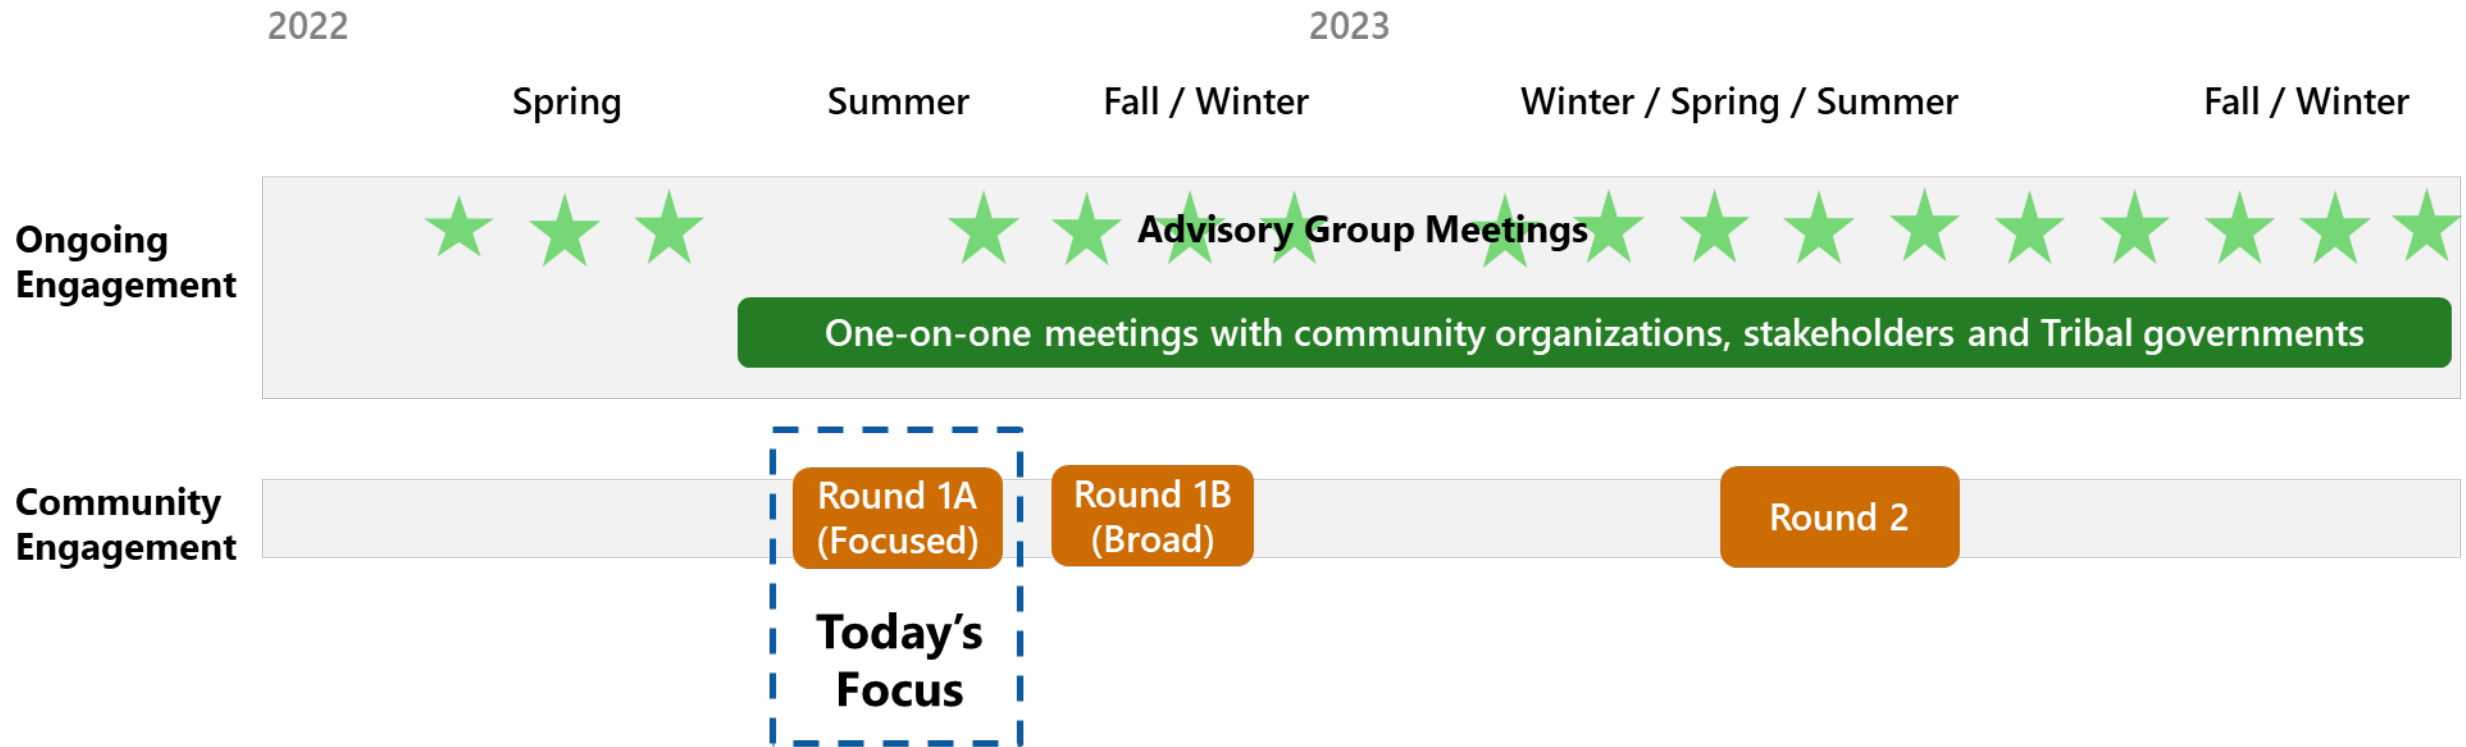 2022
2023
Spring
Summer
Fall / Winter
Winter / Spring / Summer
Fall / Winter
Ongoing
Engagement
Advisory Group Meetings
One-on-one meetings with community organizations, stakeholders and Tribal governments
Community
Engagement
Round 1A
(Focused)
Round 1B
(Broad)
Round 2
Today's
Focus